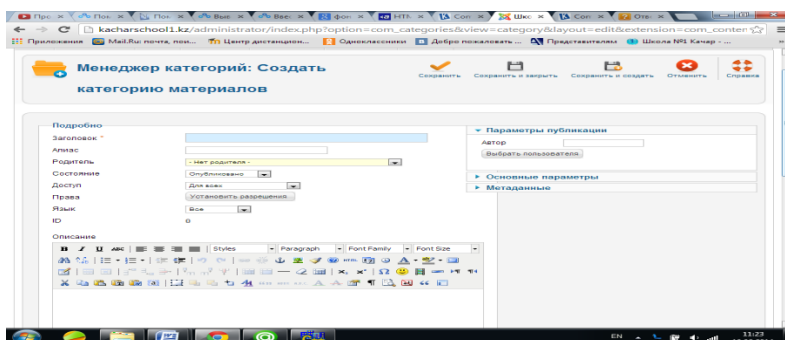 kacharschool1.kz/administrator/index.php?option=com_categories&view=category&layout=edit&extension=com_conter
Приложения Mail.Ru: почта, пои... Центр дистанцион... Одноклассники Добро пожаловать ... Представителям Школа №1 Качар - ...
Менеджер категорий: Создать
категорию материалов
Сохранить Сохранить и закрыть Сохранить и создать Отменить Справка
Подробно
Заголовок *
Алиас
Родитель - Нет родителя -
Состояние Опубликовано
Доступ Для всех
Права Установить разрешения
Язык Все
ID 0
Описание
B I U ABC Styles Paragraph Font Family Font Size
HTML
Параметры публикации
Автор
Выбрать пользователя
Основные параметры
Метаданные
EN 11:23